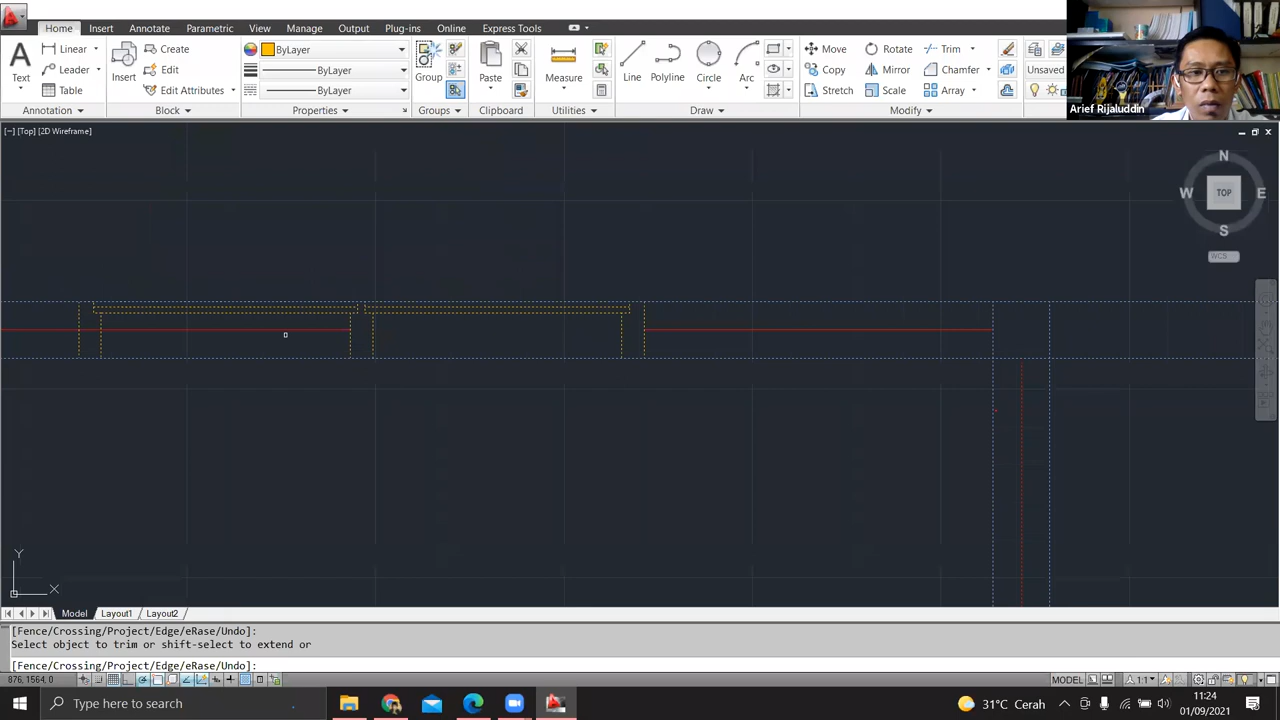 Home Insert Annotate Parametric View Manage Output Plug-ins Online Express Tools
Text
Linear
Leader
Table
Annotation
Insert
Create
Edit
Edit Attributes
Block
ByLayer
ByLayer
ByLayer
Properties
Group
Groups
Paste
Clipboard
Measure
Utilities
Line
Polyline
Circle
Arc
Draw
Move
Rotate
Trim
Copy
Mirror
Chamfer
Stretch
Scale
Array
Modify
Unsaved
Arief Rijaluddin
[−] [Top] [2D Wireframe]
N
W TOP E
S
WCS
Y
X
Model Layout1 Layout2
[Fence/Crossing/Project/Edge/eRase/Undo]:
Select object to trim or shift-select to extend or
[Fence/Crossing/Project/Edge/eRase/Undo]:
876, 1564, 0
MODEL
1:1
Type here to search
31°C Cerah
11:24
01/09/2021